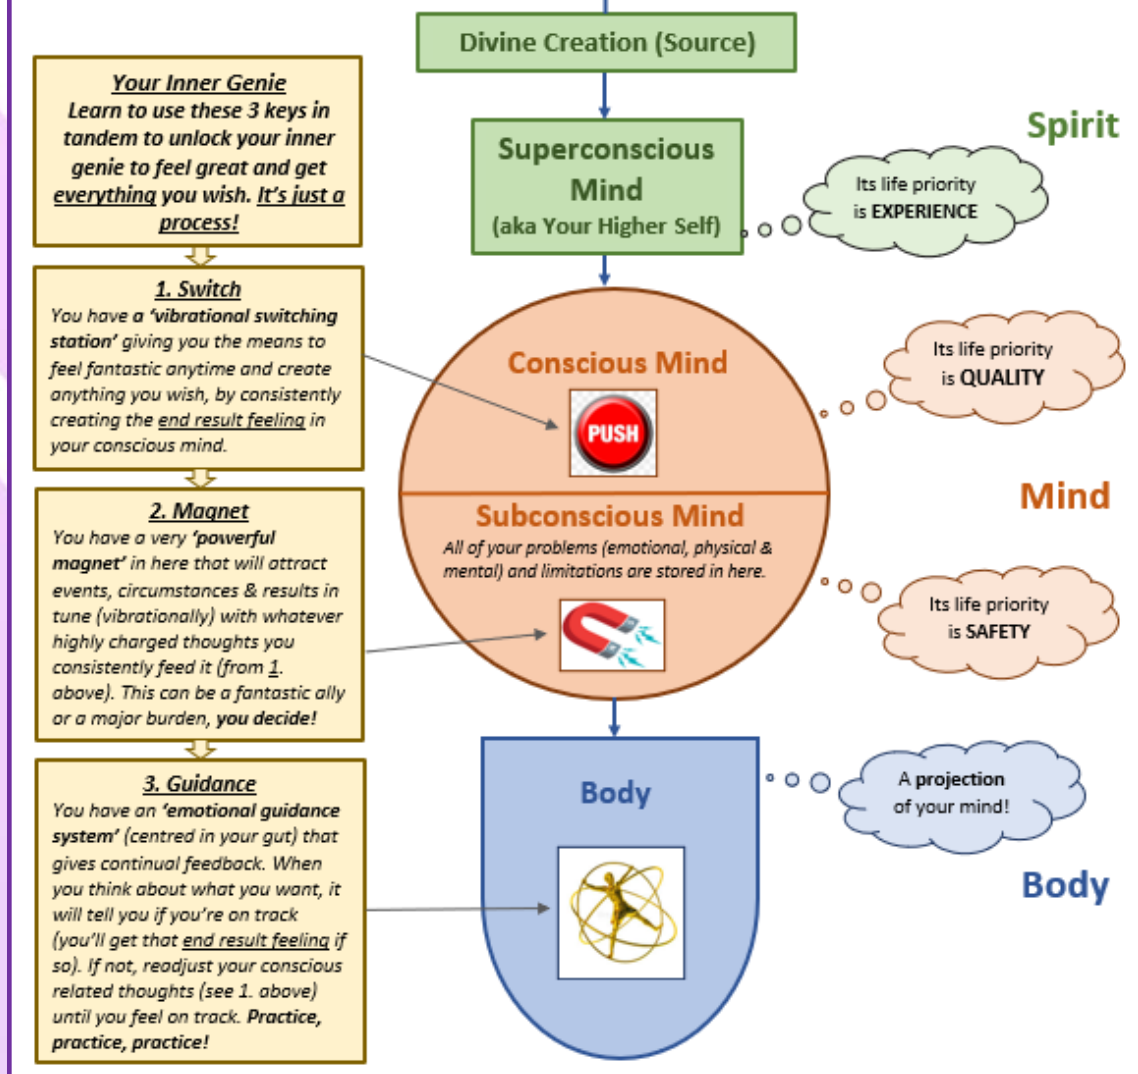 Divine Creation (Source)
Your Inner Genie
Learn to use these 3 keys in
tandem to unlock your inner
genie to feel great and get
everything you wish. It's just a
process!
Superconscious
Mind
(aka Your Higher Self)
Spirit
Its life priority
is EXPERIENCE
1. Switch
You have a 'vibrational switching
station' giving you the means to
feel fantastic anytime and create
anything you wish, by consistently
creating the end result feeling in
your conscious mind.
Conscious Mind
PUSH
Its life priority
is QUALITY
Mind
2. Magnet
You have a very 'powerful
magnet' in here that will attract
events, circumstances & results in
tune (vibrationally) with whatever
highly charged thoughts you
consistently feed it (from 1.
above). This can be a fantastic ally
or a major burden, you decide!
Subconscious Mind
All of your problems (emotional, physical &
mental) and limitations are stored in here.
Its life priority
is SAFETY
3. Guidance
You have an 'emotional guidance
system' (centred in your gut) that
gives continual feedback. When
you think about what you want, it
will tell you if you're on track
(you'll get that end result feeling if
so). If not, readjust your conscious
related thoughts (see 1. above)
until you feel on track. Practice,
practice, practice!
Body
A projection
of your mind!
Body